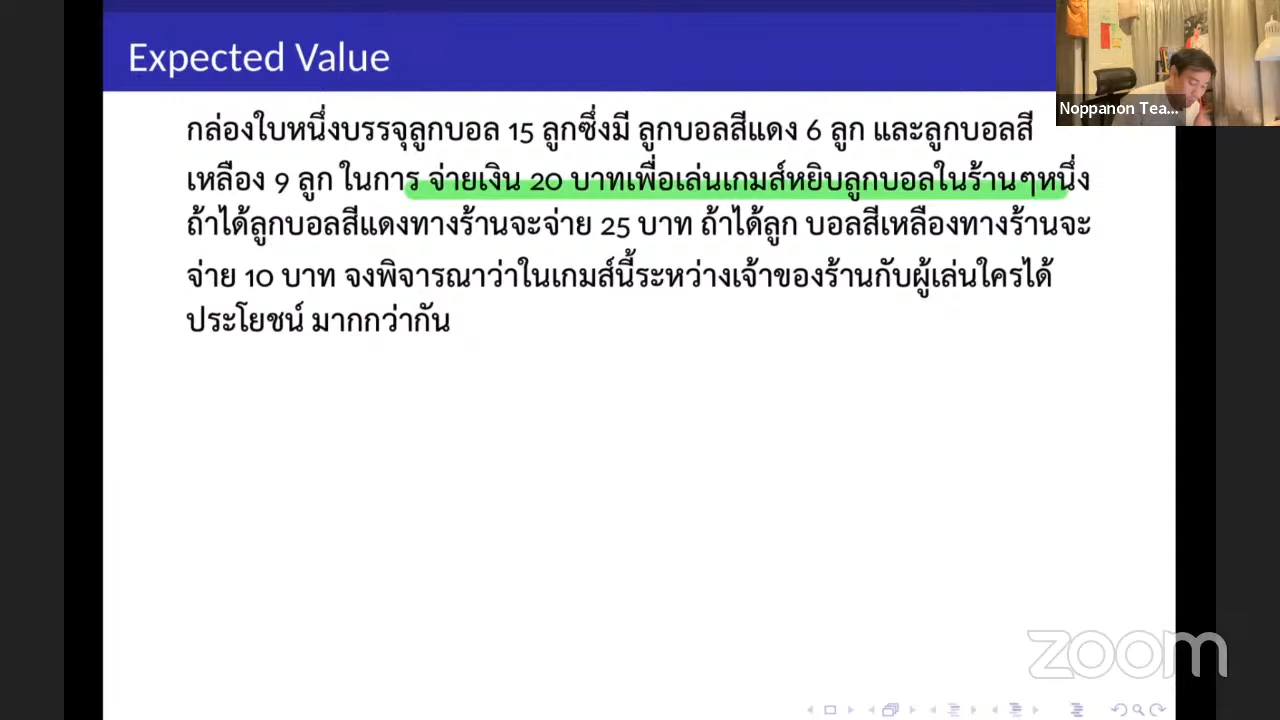 Expected Value
Noppanon Tea...
กล่องใบหนึ่งบรรจุลูกบอล 15 ลูกซึ่งมี ลูกบอลสีแดง 6 ลูก และลูกบอลสี
เหลือง 9 ลูก ในการ จ่ายเงิน 20 บาทเพื่อเล่นเกมส์หยิบลูกบอลในร้านๆหนึ่ง
ถ้าได้ลูกบอลสีแดงทางร้านจะจ่าย 25 บาท ถ้าได้ลูก บอลสีเหลืองทางร้านจะ
จ่าย 10 บาท จงพิจารณาว่าในเกมส์นี้ระหว่างเจ้าของร้านกับผู้เล่นใครได้
ประโยชน์ มากกว่ากัน
zoom